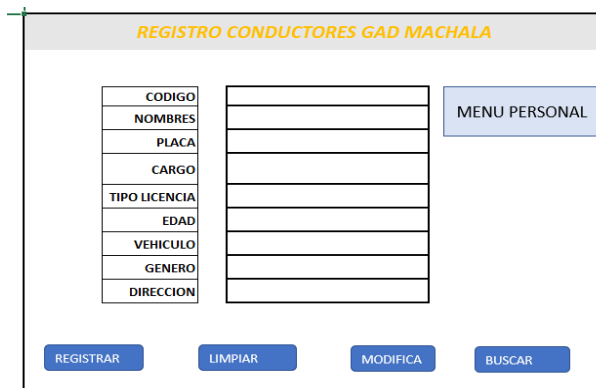 REGISTRO CONDUCTORES GAD MACHALA
CODIGO
NOMBRES
PLACA
CARGO
TIPO LICENCIA
EDAD
VEHICULO
GENERO
DIRECCION
MENU PERSONAL
REGISTRAR
LIMPIAR
MODIFICA
BUSCAR